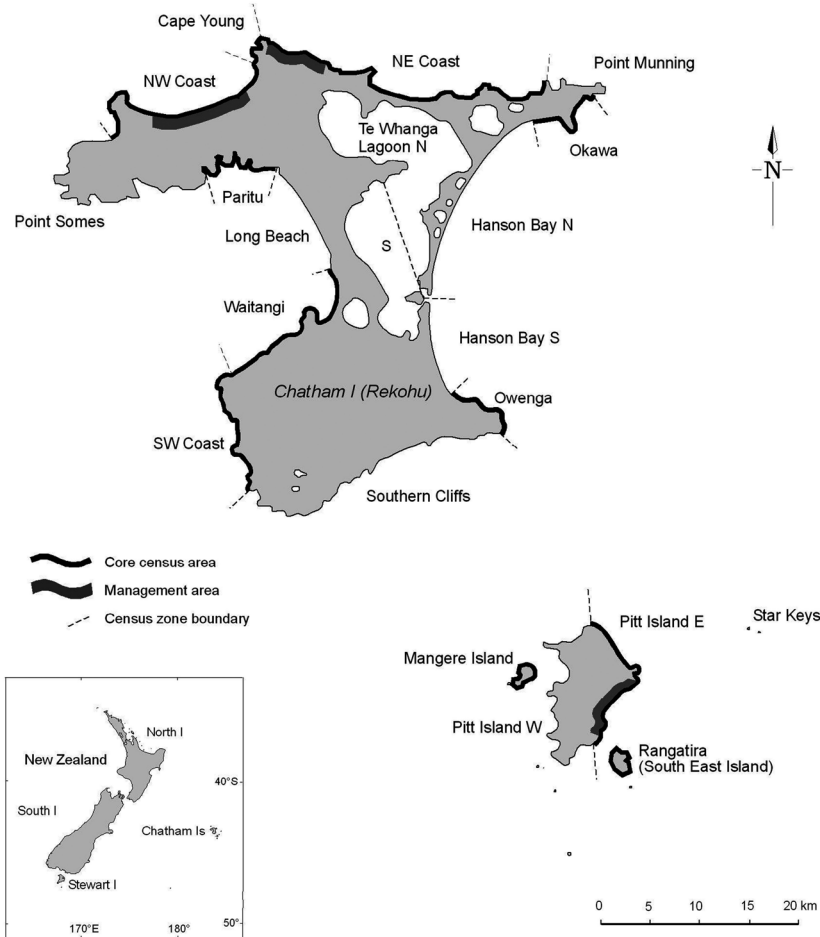 Cape Young
NW Coast
NE Coast
Point Munning
Te Whanga
Lagoon N
Okawa
N
Paritu
Point Somes
Long Beach
S
Hanson Bay N
Waitangi
Hanson Bay S
Chatham I (Rekohu)
Owenga
SW Coast
Southern Cliffs
Core census area
Management area
Census zone boundary
Pitt Island E
Star Keys
Mangere Island
Pitt Island W
Rangatira
(South East Island)
North I
New Zealand
40°S
South I
Chatham Is
Stewart I
170°E
180°
50°
0 5 10 15 20 km